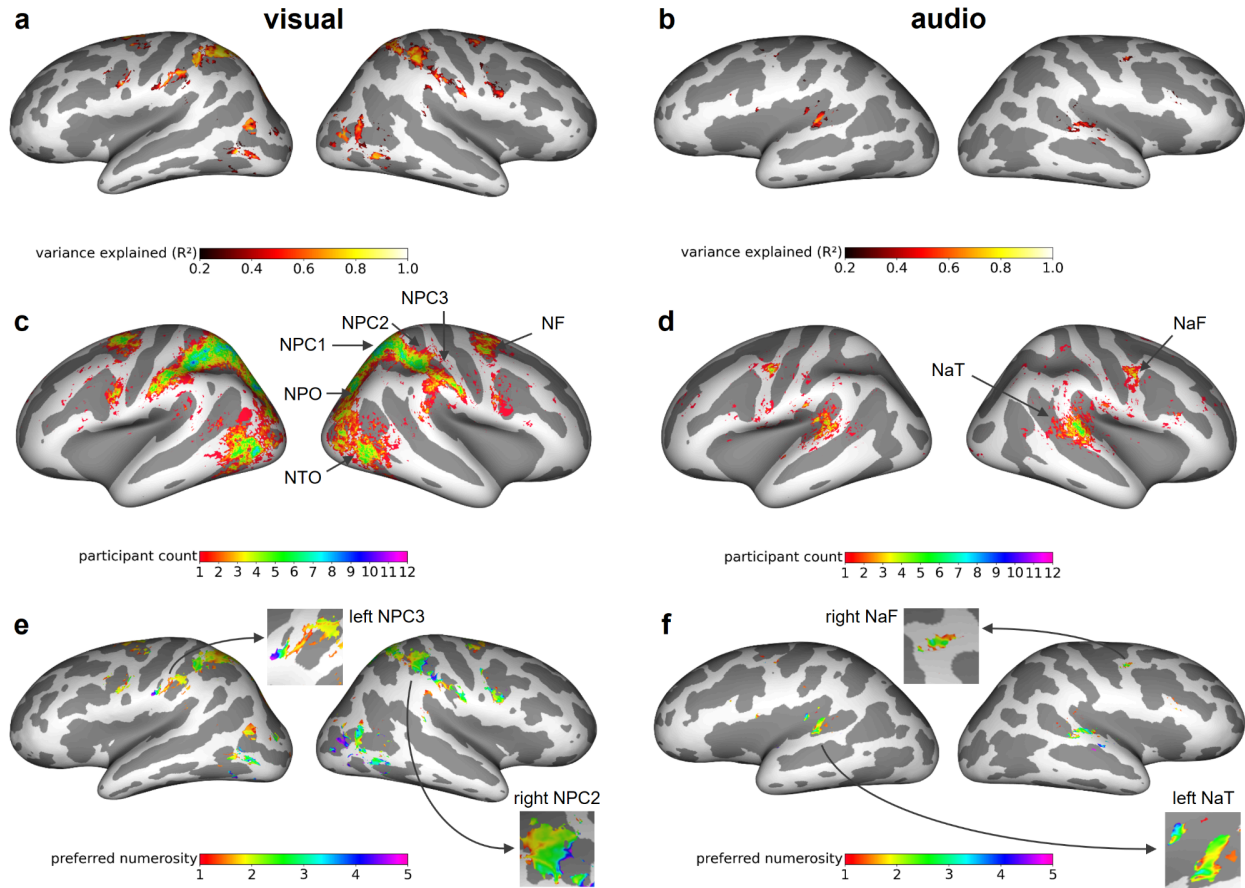 a visual b audio
variance explained (R²)
0.2 0.4 0.6 0.8 1.0
variance explained (R²)
0.2 0.4 0.6 0.8 1.0
c
NPC3
NPC2
NF
NPC1
NPO
NTO
d
NaF
NaT
participant count
1 2 3 4 5 6 7 8 9 10 11 12
participant count
1 2 3 4 5 6 7 8 9 10 11 12
e
left NPC3
right NPC2
f
right NaF
left NaT
preferred numerosity
1 2 3 4 5
preferred numerosity
1 2 3 4 5